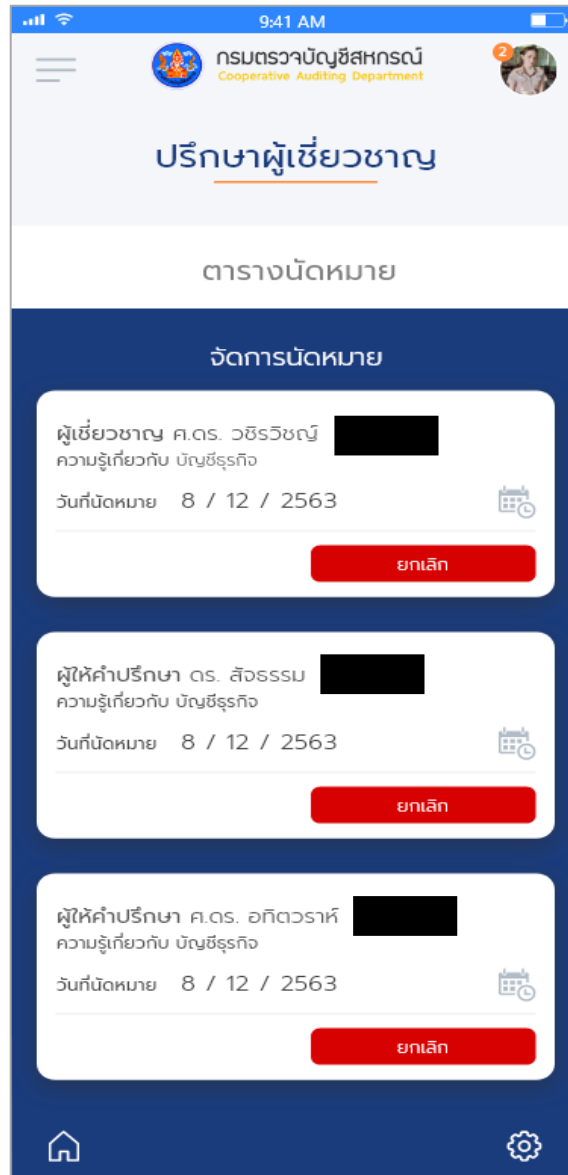 9:41 AM
กรมตรวจบัญชีสหกรณ์
Cooperative Auditing Department
2
ปรึกษาผู้เชี่ยวชาญ
ตารางนัดหมาย
จัดการนัดหมาย
ผู้เชี่ยวชาญ ศ.ดร. วชิรวิชญ์
ความรู้เกี่ยวกับ บัญชีธุรกิจ
วันที่นัดหมาย 8 / 12 / 2563
ยกเลิก
ผู้ให้คำปรึกษา ดร. สัจธรรม
ความรู้เกี่ยวกับ บัญชีธุรกิจ
วันที่นัดหมาย 8 / 12 / 2563
ยกเลิก
ผู้ให้คำปรึกษา ศ.ดร. อทิตวราห์
ความรู้เกี่ยวกับ บัญชีธุรกิจ
วันที่นัดหมาย 8 / 12 / 2563
ยกเลิก